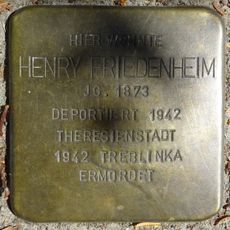 HIER WOHNTE
HENRY FRIEDENHEIM
JG. 1873
DEPORTIERT 1942
THERESIENSTADT
1942 TREBLINKA
ERMORDET